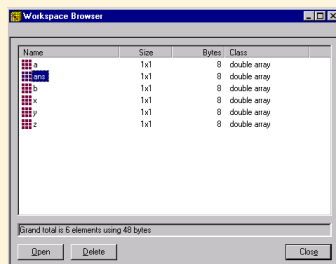 Workspace Browser
Name Size Bytes Class
a 1x1 8 double array
ans 1x1 8 double array
b 1x1 8 double array
x 1x1 8 double array
y 1x1 8 double array
z 1x1 8 double array
Grand total is 6 elements using 48 bytes
Open Delete Close